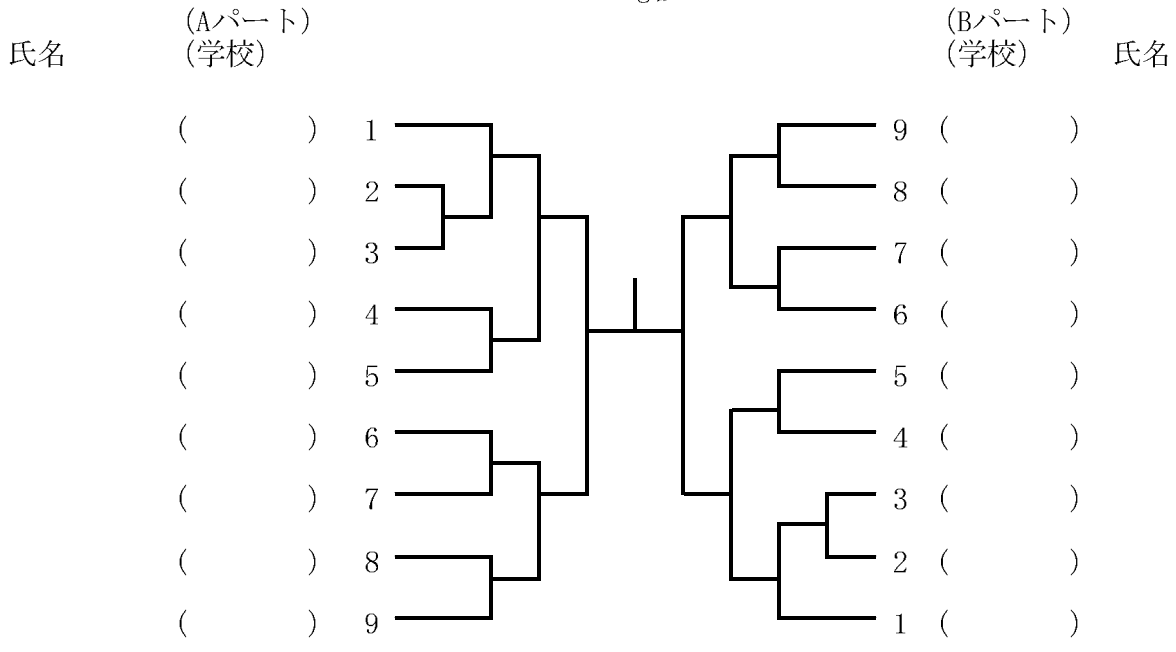 (Aパート) (Bパート)
氏名 (学校) (学校) 氏名
( ) 1 9 ( )
( ) 2 8 ( )
( ) 3 7 ( )
( ) 4 6 ( )
( ) 5 5 ( )
( ) 6 4 ( )
( ) 7 3 ( )
( ) 8 2 ( )
( ) 9 1 ( )